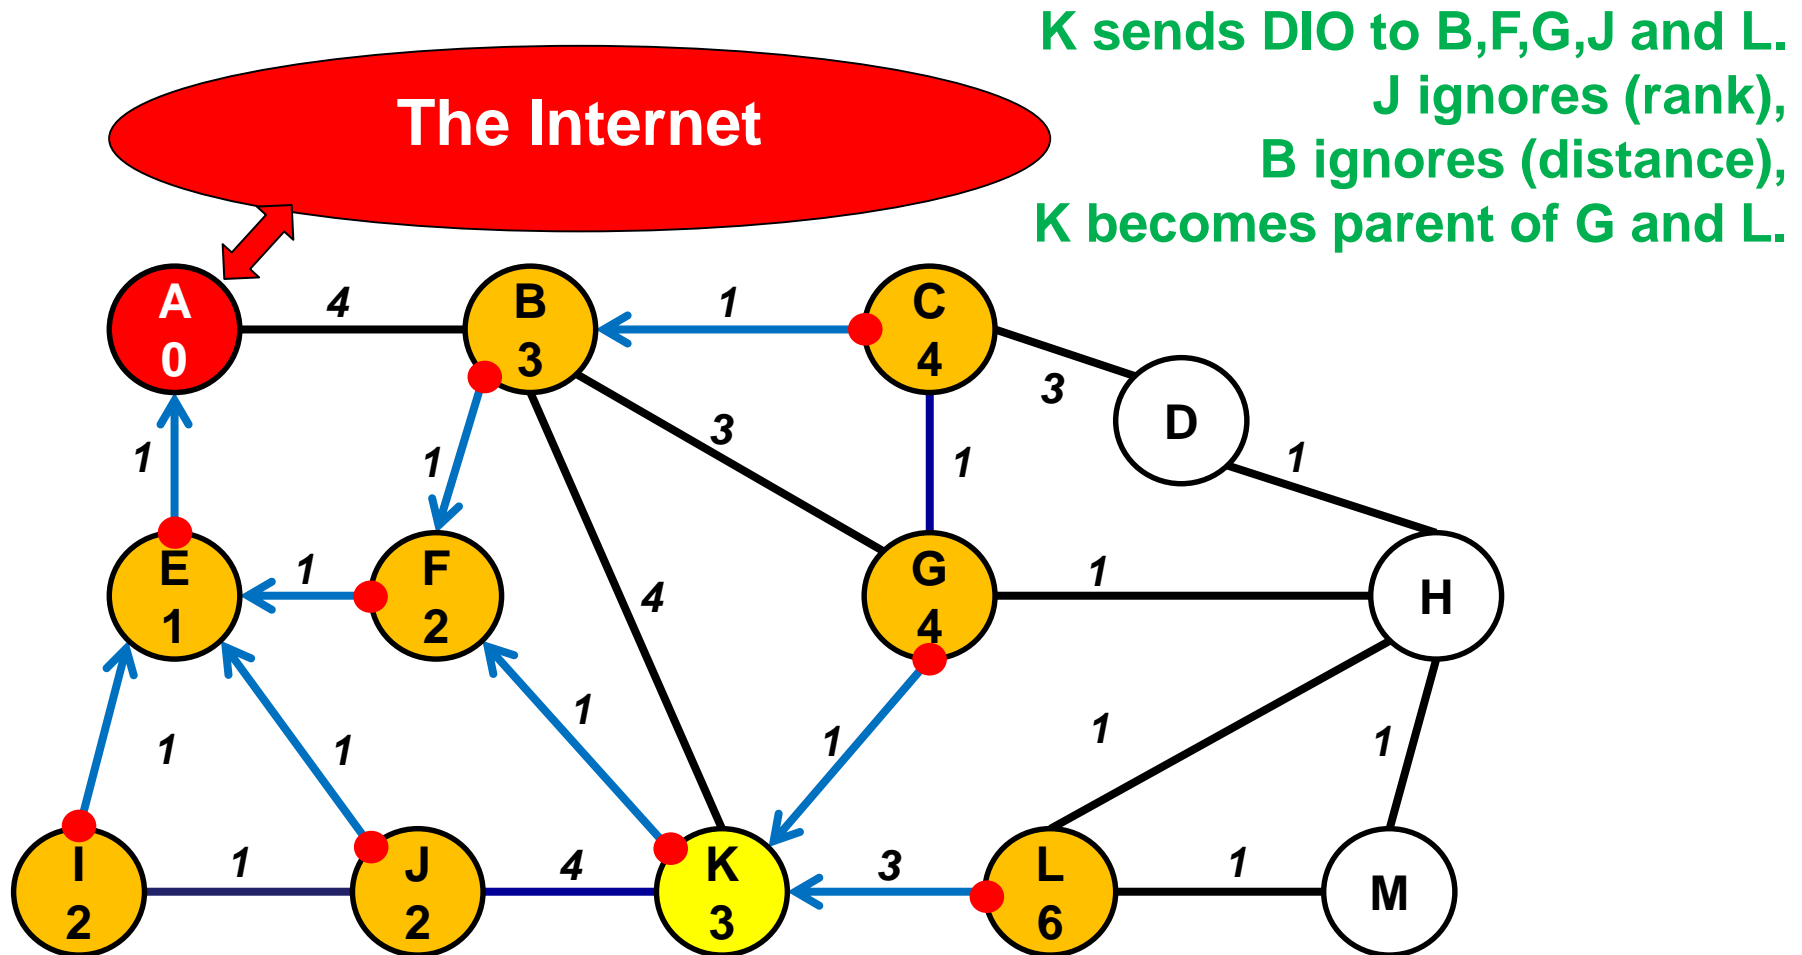 K sends DIO to B,F,G,J and L.
J ignores (rank),
B ignores (distance),
K becomes parent of G and L.
The Internet
A
0
4
B
3
1
C
4
3
D
1
1
1
3
1
E
1
1
F
2
4
G
4
1
H
1
1
1
1
1
1
I
2
1
J
2
4
K
3
3
L
6
1
M